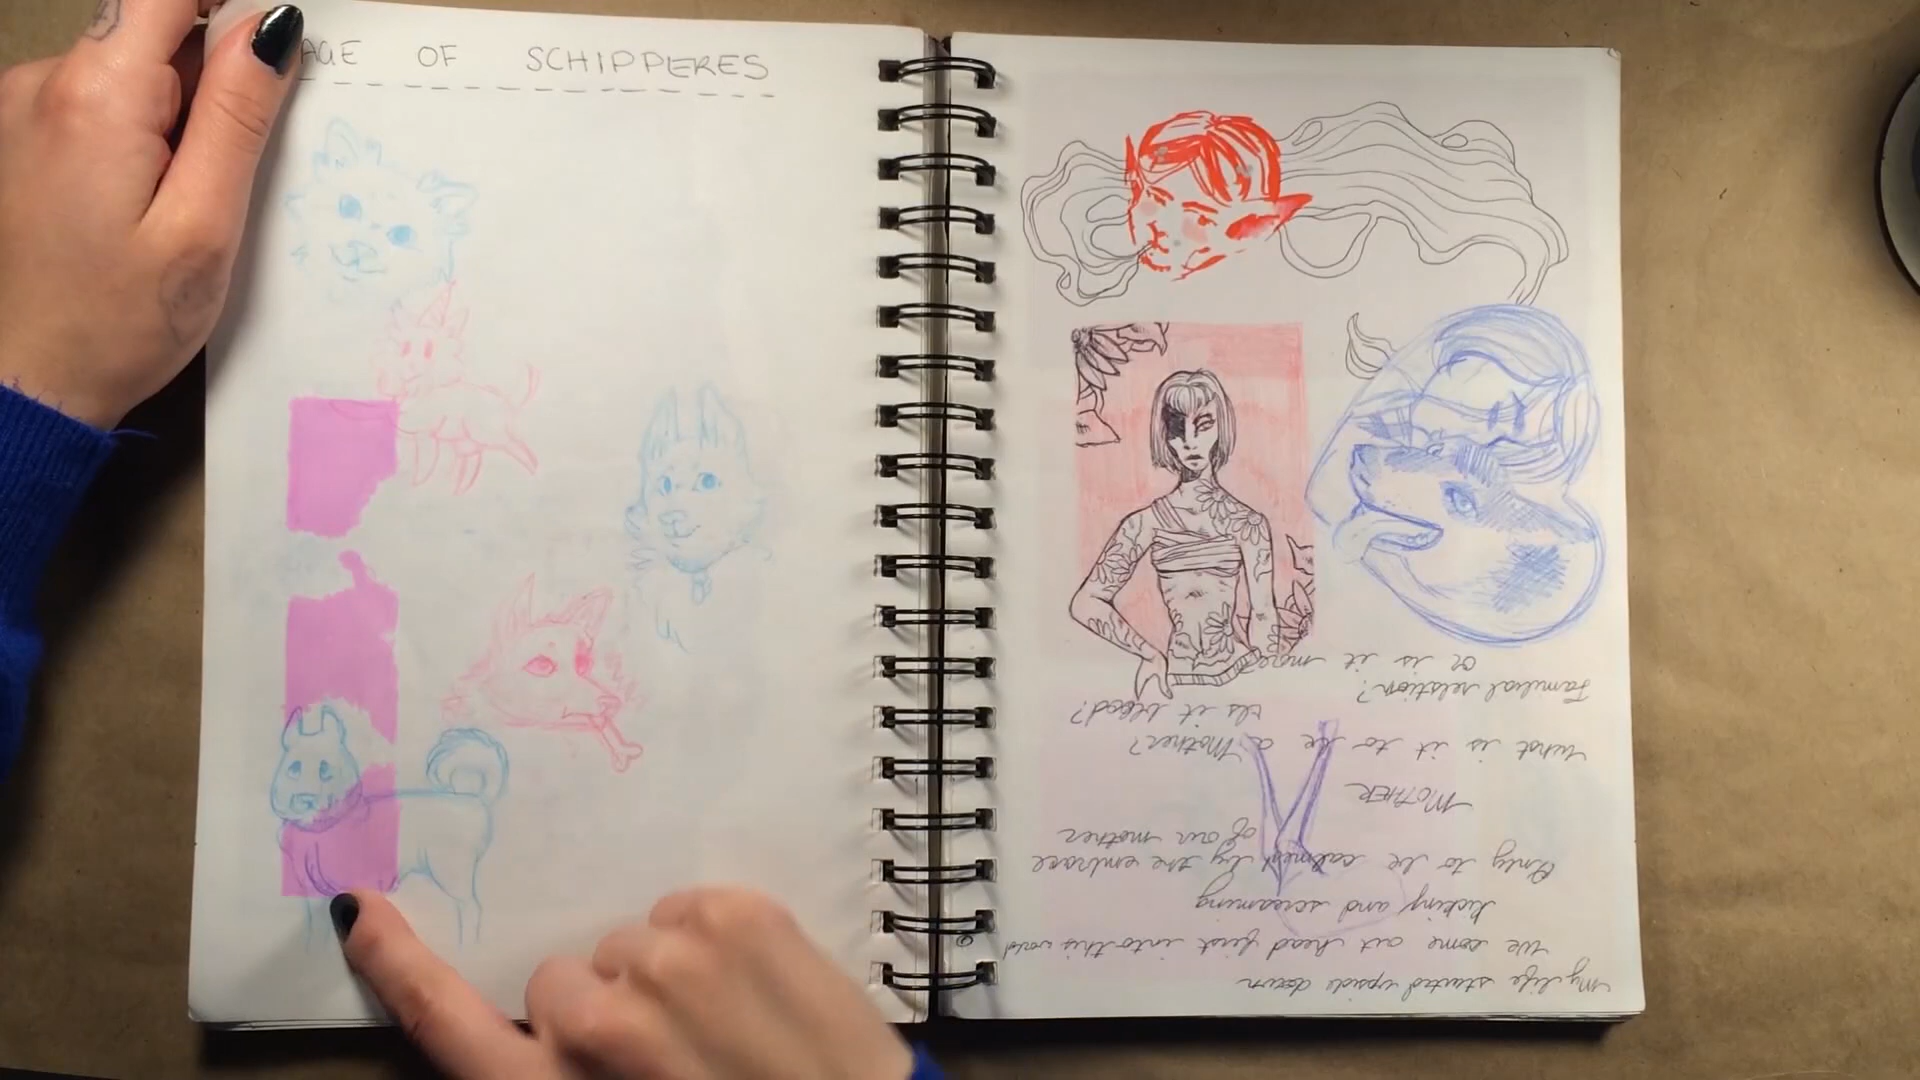 AGE OF SCHIPPERES
My life started upside down
We come out head first into this world
kicking and screaming
Only to be calmed by the embrace
of our mother
MOTHER
What is it to be a Mother?
Is it blood?
Familial relation?
or is it more